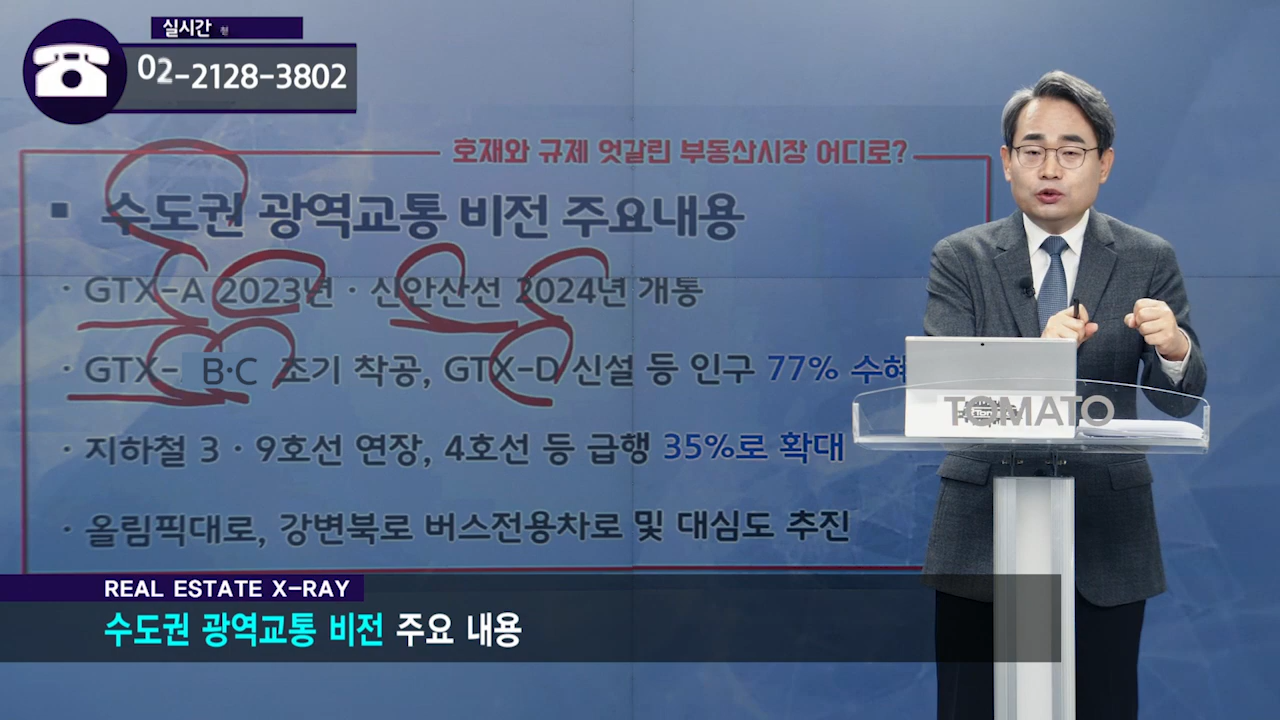 실시간
02-2128-3802
호재와 규제 엇갈린 부동산시장 어디로?
▪ 수도권 광역교통 비전 주요내용
· GTX-A 2023년 · 신안산선 2024년 개통
· GTX- B·C 조기 착공, GTX-D 신설 등 인구 77% 수혜
· 지하철 3 · 9호선 연장, 4호선 등 급행 35%로 확대
· 올림픽대로, 강변북로 버스전용차로 및 대심도 추진
TOMATO
REAL ESTATE X-RAY
수도권 광역교통 비전 주요 내용